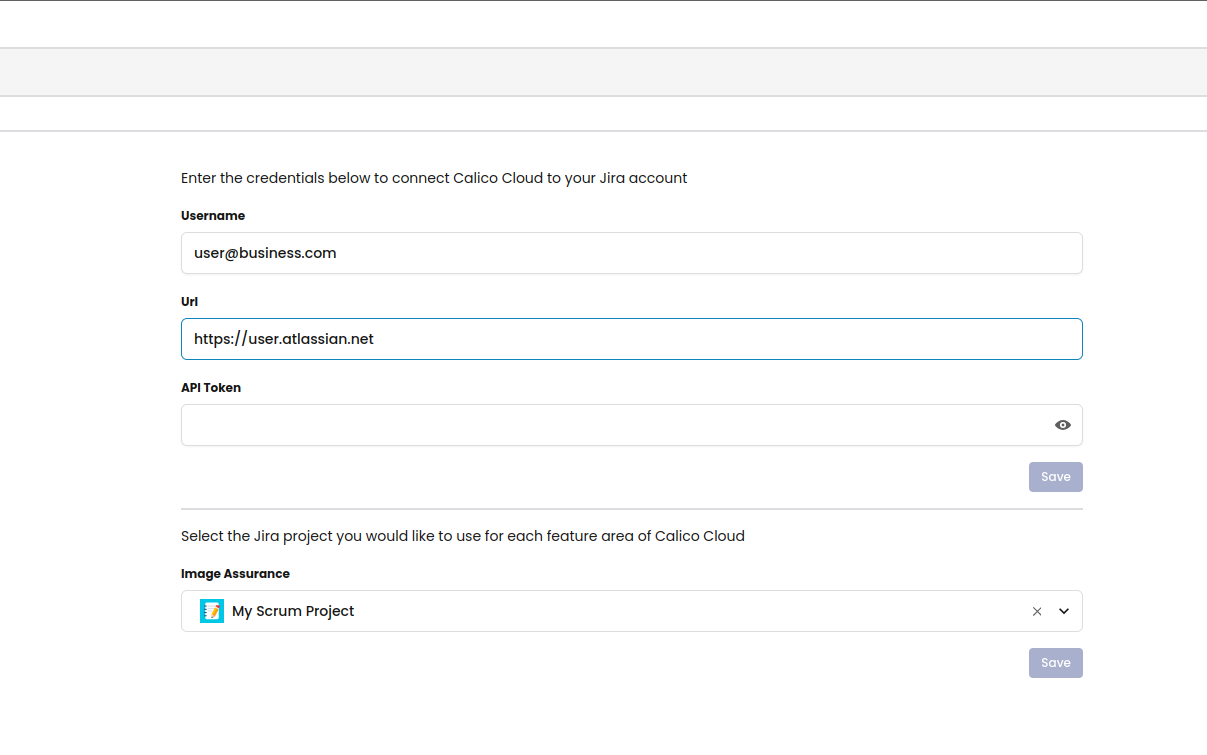 Enter the credentials below to connect Calico Cloud to your Jira account
Username
user@business.com
Url
https://user.atlassian.net
API Token
Save
Select the Jira project you would like to use for each feature area of Calico Cloud
Image Assurance
My Scrum Project
Save